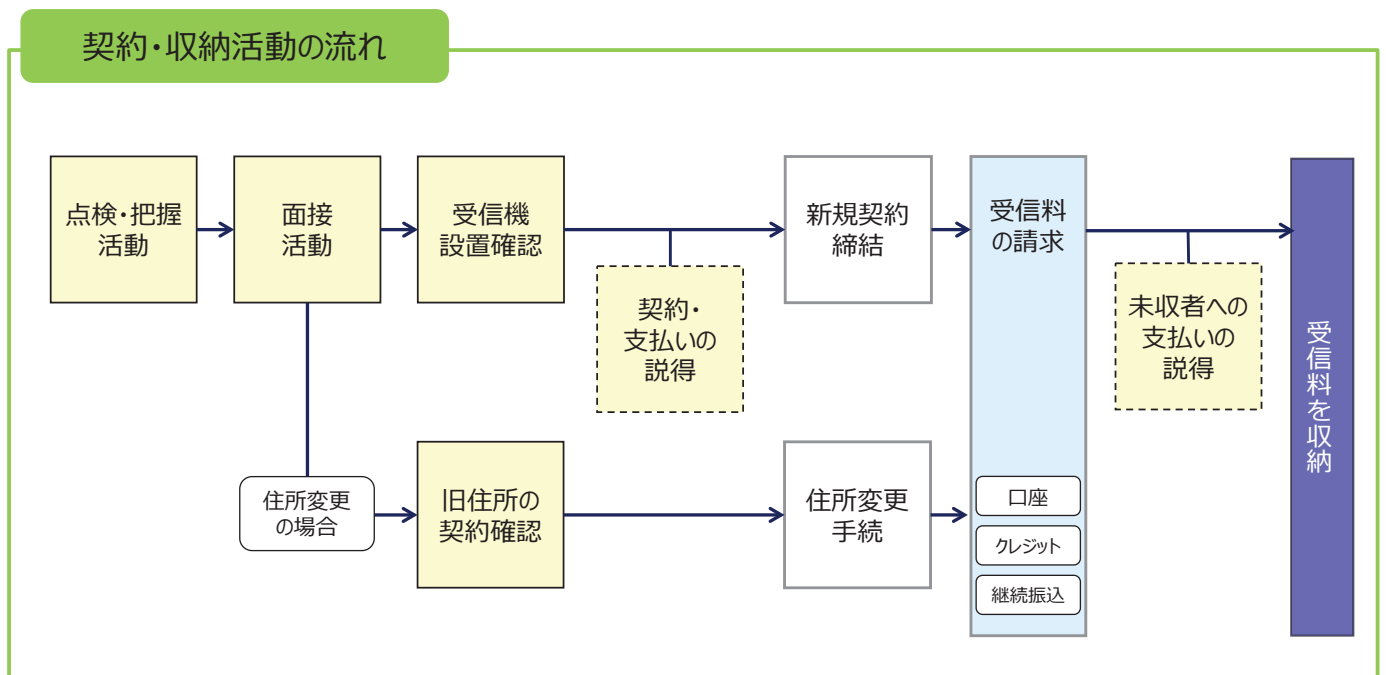 契約・収納活動の流れ
点検・把握
活動
面接
活動
受信機
設置確認
契約・
支払いの
説得
新規契約
締結
受信料
の請求
未収者への
支払いの
説得
受信料を収納
住所変更
の場合
旧住所の
契約確認
住所変更
手続
口座
クレジット
継続振込